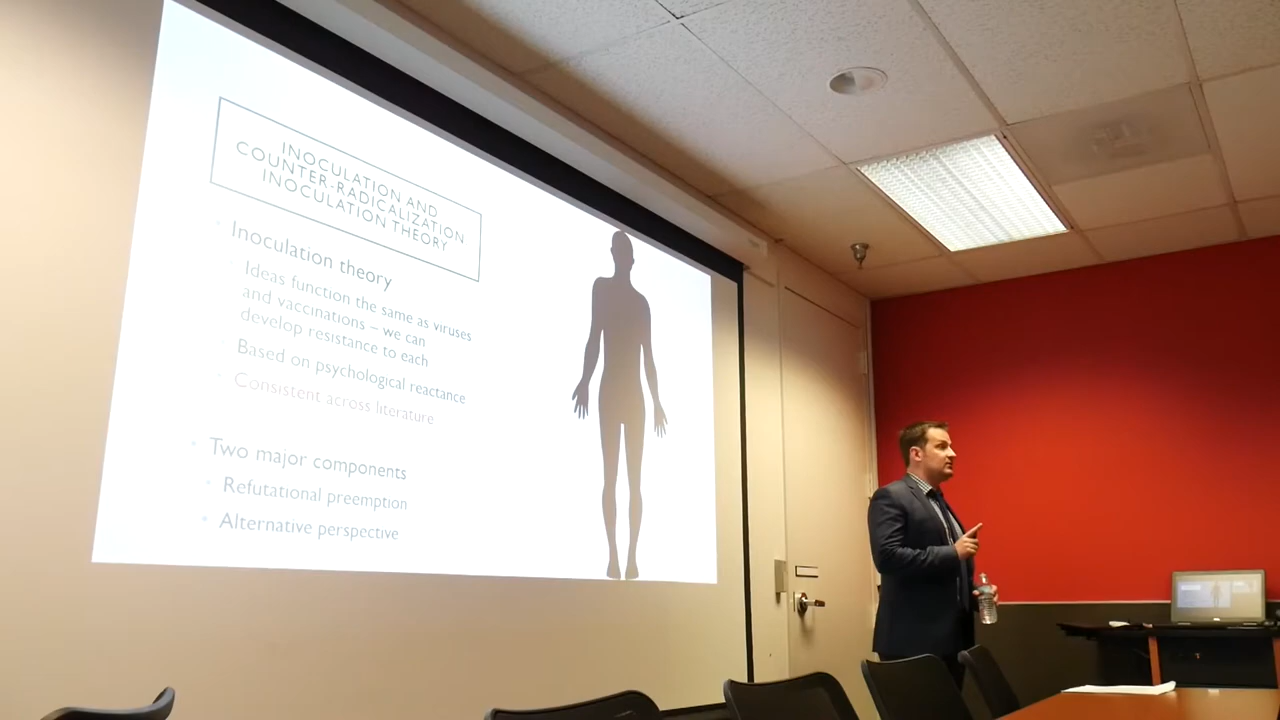 INOCULATION AND
COUNTER-RADICALIZATION
INOCULATION THEORY
Inoculation theory
Ideas function the same as viruses
and vaccinations – we can
develop resistance to each
Based on psychological reactance
Consistent across literature
Two major components
Refutational preemption
Alternative perspective